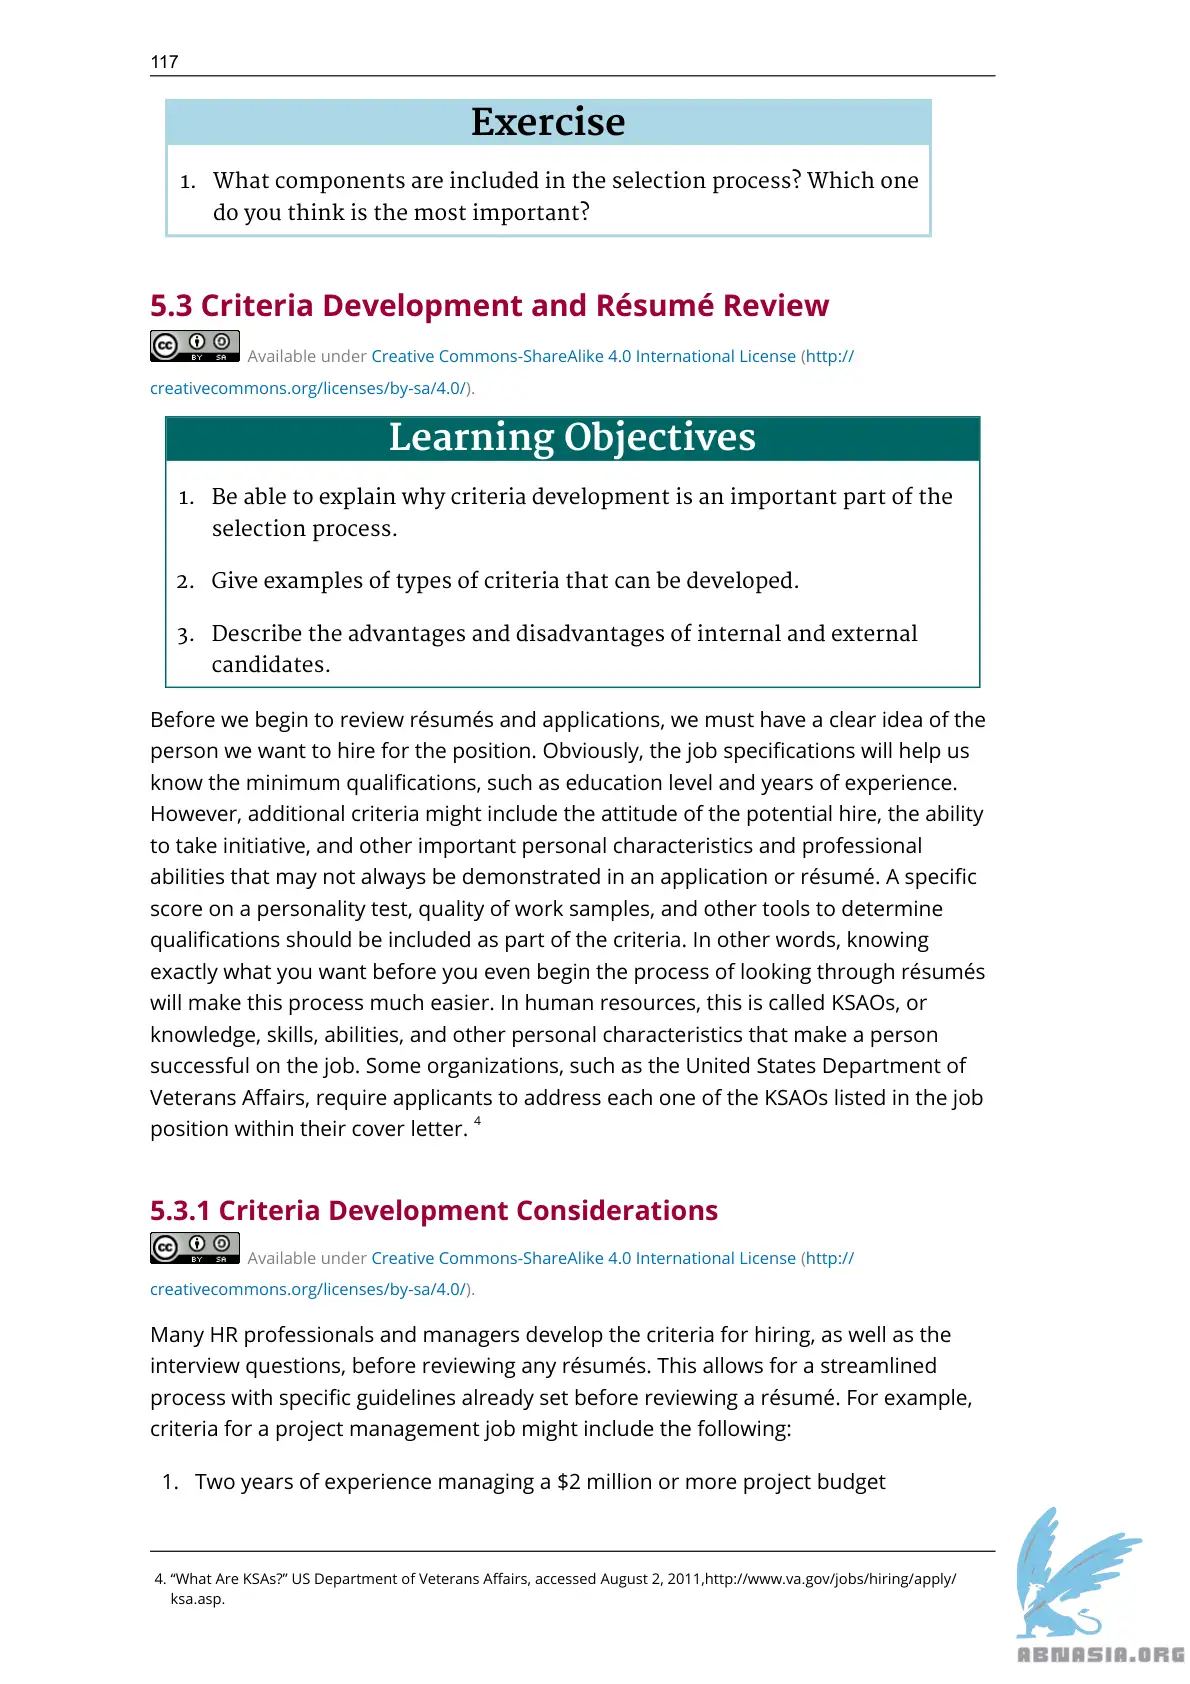 117
Exercise
1. What components are included in the selection process? Which one
do you think is the most important?
5.3 Criteria Development and Résumé Review
cc BY SA Available under Creative Commons-ShareAlike 4.0 International License (http://
creativecommons.org/licenses/by-sa/4.0/).
Learning Objectives
1. Be able to explain why criteria development is an important part of the
selection process.
2. Give examples of types of criteria that can be developed.
3. Describe the advantages and disadvantages of internal and external
candidates.
Before we begin to review résumés and applications, we must have a clear idea of the
person we want to hire for the position. Obviously, the job specifications will help us
know the minimum qualifications, such as education level and years of experience.
However, additional criteria might include the attitude of the potential hire, the ability
to take initiative, and other important personal characteristics and professional
abilities that may not always be demonstrated in an application or résumé. A specific
score on a personality test, quality of work samples, and other tools to determine
qualifications should be included as part of the criteria. In other words, knowing
exactly what you want before you even begin the process of looking through résumés
will make this process much easier. In human resources, this is called KSAOs, or
knowledge, skills, abilities, and other personal characteristics that make a person
successful on the job. Some organizations, such as the United States Department of
Veterans Affairs, require applicants to address each one of the KSAOs listed in the job
position within their cover letter. 4
5.3.1 Criteria Development Considerations
cc BY SA Available under Creative Commons-ShareAlike 4.0 International License (http://
creativecommons.org/licenses/by-sa/4.0/).
Many HR professionals and managers develop the criteria for hiring, as well as the
interview questions, before reviewing any résumés. This allows for a streamlined
process with specific guidelines already set before reviewing a résumé. For example,
criteria for a project management job might include the following:
1. Two years of experience managing a $2 million or more project budget
4. “What Are KSAs?” US Department of Veterans Affairs, accessed August 2, 2011,http://www.va.gov/jobs/hiring/apply/
ksa.asp.
ABNASIA.ORG